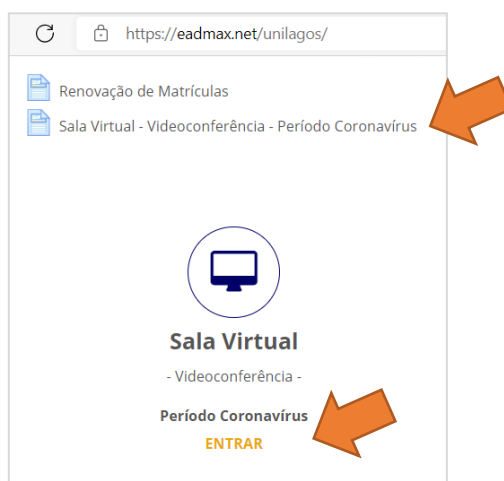 https://eadmax.net/unilagos/
Renovação de Matrículas
Sala Virtual - Videoconferência - Período Coronavírus
Sala Virtual
- Videoconferência -
Período Coronavírus
ENTRAR